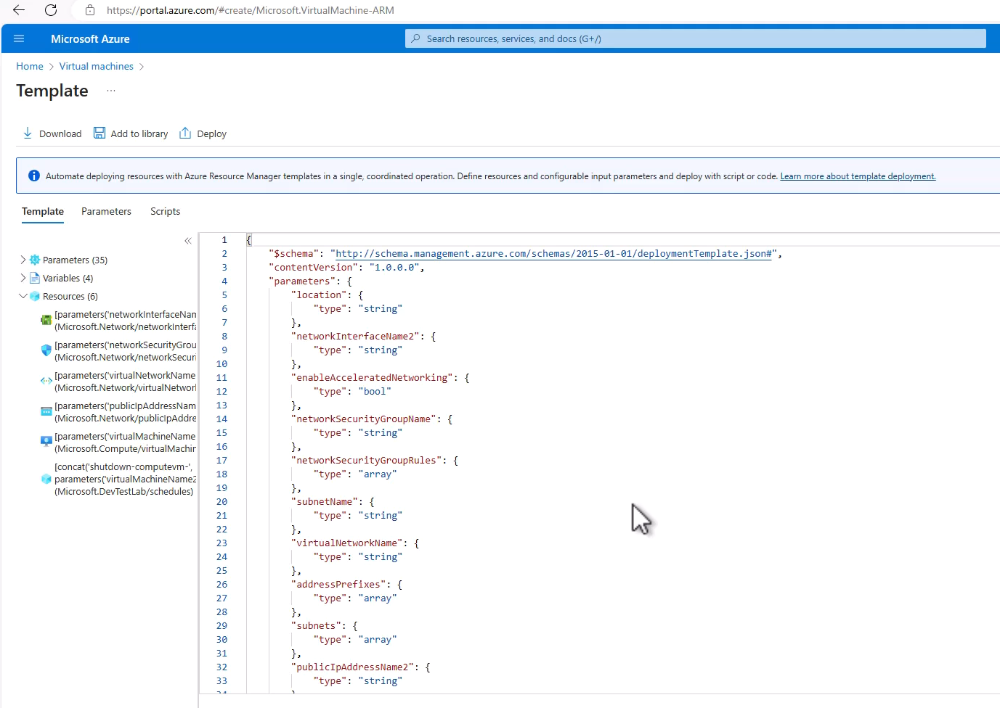 https://portal.azure.com/#create/Microsoft.VirtualMachine-ARM
Microsoft Azure
Search resources, services, and docs (G+/)
Home > Virtual machines >
Template ...
Download Add to library Deploy
Automate deploying resources with Azure Resource Manager templates in a single, coordinated operation. Define resources and configurable input parameters and deploy with script or code. Learn more about template deployment.
Template Parameters Scripts
«
Parameters (35)
Variables (4)
Resources (6)
[parameters('networkInterfaceNam
(Microsoft.Network/networkInterfa
[parameters('networkSecurityGrou
(Microsoft.Network/networkSecuri
[parameters('virtualNetworkName
(Microsoft.Network/virtualNetworl
[parameters('publicIpAddressNam
(Microsoft.Network/publicIpAddre
[parameters('virtualMachineName
(Microsoft.Compute/virtualMachin
[concat('shutdown-computevm-',
parameters('virtualMachineName2
(Microsoft.DevTestLab/schedules)
1 {
2 "$schema": "http://schema.management.azure.com/schemas/2015-01-01/deploymentTemplate.json#",
3 "contentVersion": "1.0.0.0",
4 "parameters": {
5 "location": {
6 "type": "string"
7 },
8 "networkInterfaceName2": {
9 "type": "string"
10 },
11 "enableAcceleratedNetworking": {
12 "type": "bool"
13 },
14 "networkSecurityGroupName": {
15 "type": "string"
16 },
17 "networkSecurityGroupRules": {
18 "type": "array"
19 },
20 "subnetName": {
21 "type": "string"
22 },
23 "virtualNetworkName": {
24 "type": "string"
25 },
26 "addressPrefixes": {
27 "type": "array"
28 },
29 "subnets": {
30 "type": "array"
31 },
32 "publicIpAddressName2": {
33 "type": "string"